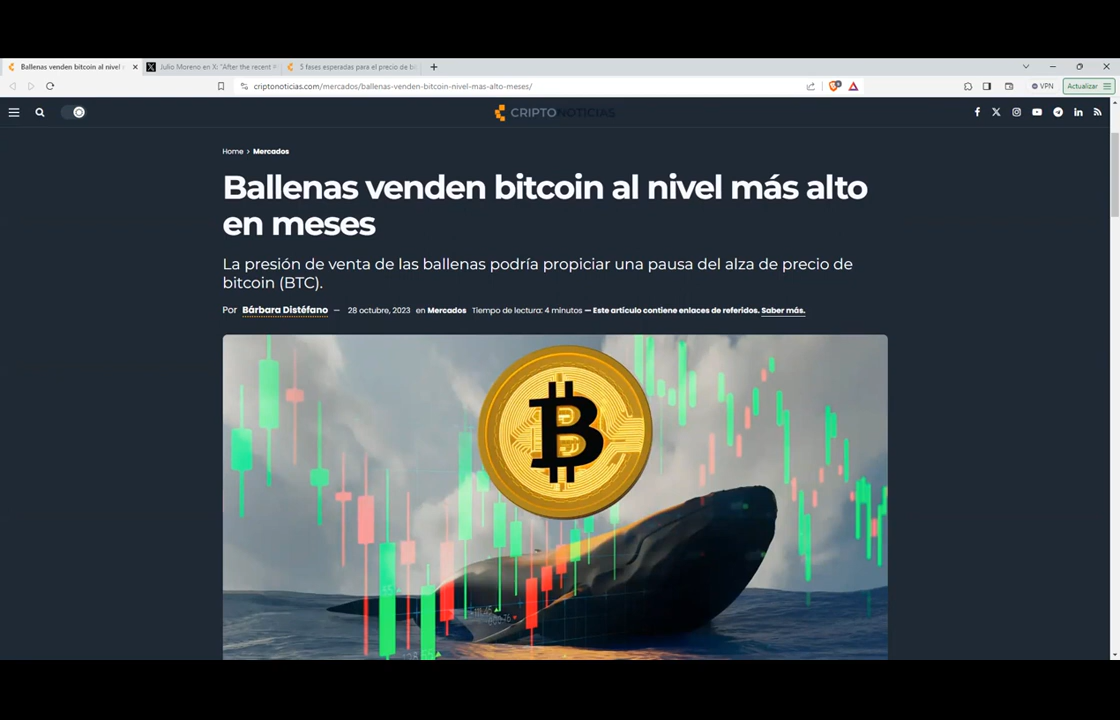 Ballenas venden bitcoin al nivel
Julio Moreno en X: "After the recent
5 fases esperadas para el precio de bi
criptonoticias.com/mercados/ballenas-venden-bitcoin-nivel-mas-alto-meses/
VPN
Actualizar
CRIPTONOTICIAS
Home > Mercados
Ballenas venden bitcoin al nivel más alto
en meses
La presión de venta de las ballenas podría propiciar una pausa del alza de precio de
bitcoin (BTC).
Por Bárbara Distéfano — 28 octubre, 2023 en Mercados Tiempo de lectura: 4 minutos — Este artículo contiene enlaces de referidos. Saber más.